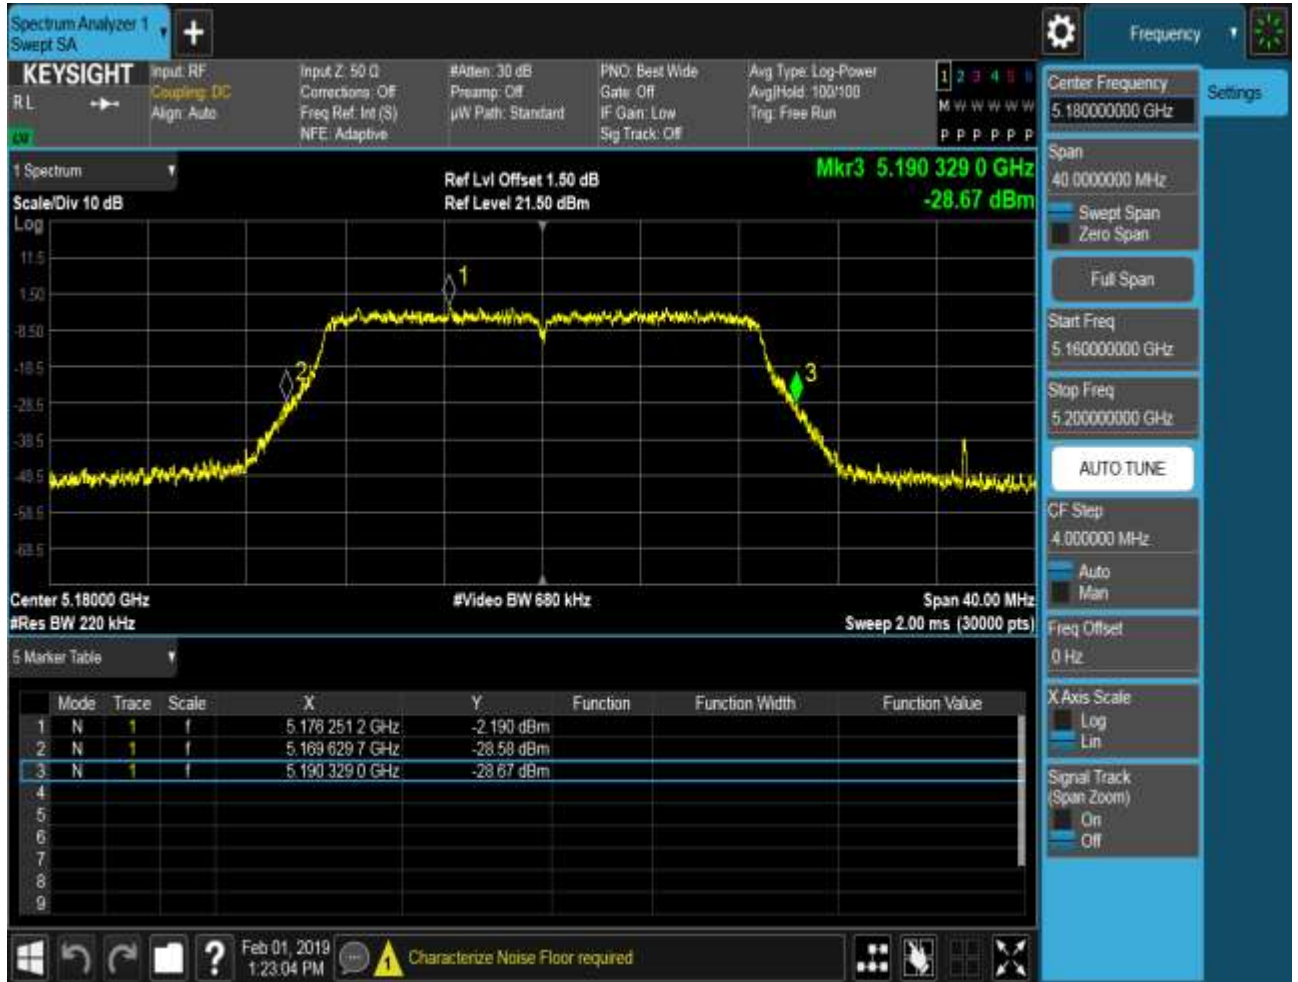 Spectrum Analyzer 1
Swept SA
+
Frequency
KEYSIGHT
RL
Input: RF
Coupling: DC
Align: Auto
Input Z: 50 Ω
Corrections: Off
Freq Ref: Int (S)
NFE: Adaptive
#Atten: 30 dB
Preamp: Off
µW Path: Standard
PNO: Best Wide
Gate: Off
IF Gain: Low
Sig Track: Off
Avg Type: Log-Power
Avg|Hold: 100/100
Trig: Free Run
1 2 3 4 5 6
M W W W W W
P P P P P P
1 Spectrum
Scale/Div 10 dB
Ref Lvl Offset 1.50 dB
Ref Level 21.50 dBm
Mkr3 5.190 329 0 GHz
-28.67 dBm
Log
11.5
1.50
-8.50
-18.5
-28.5
-38.5
-48.5
-58.5
-68.5
1
2
3
Center 5.18000 GHz
#Video BW 680 kHz
Span 40.00 MHz
#Res BW 220 kHz
Sweep 2.00 ms (30000 pts)
5 Marker Table
Mode Trace Scale X Y Function Function Width Function Value
1 N 1 f 5.176 251 2 GHz -2.190 dBm
2 N 1 f 5.169 629 7 GHz -28.58 dBm
3 N 1 f 5.190 329 0 GHz -28.67 dBm
4
5
6
7
8
9
Feb 01, 2019
1:23:04 PM
?
1
Characterize Noise Floor required
Center Frequency
5.180000000 GHz
Settings
Span
40.0000000 MHz
Swept Span
Zero Span
Full Span
Start Freq
5.160000000 GHz
Stop Freq
5.200000000 GHz
AUTO TUNE
CF Step
4.000000 MHz
Auto
Man
Freq Offset
0 Hz
X Axis Scale
Log
Lin
Signal Track
(Span Zoom)
On
Off